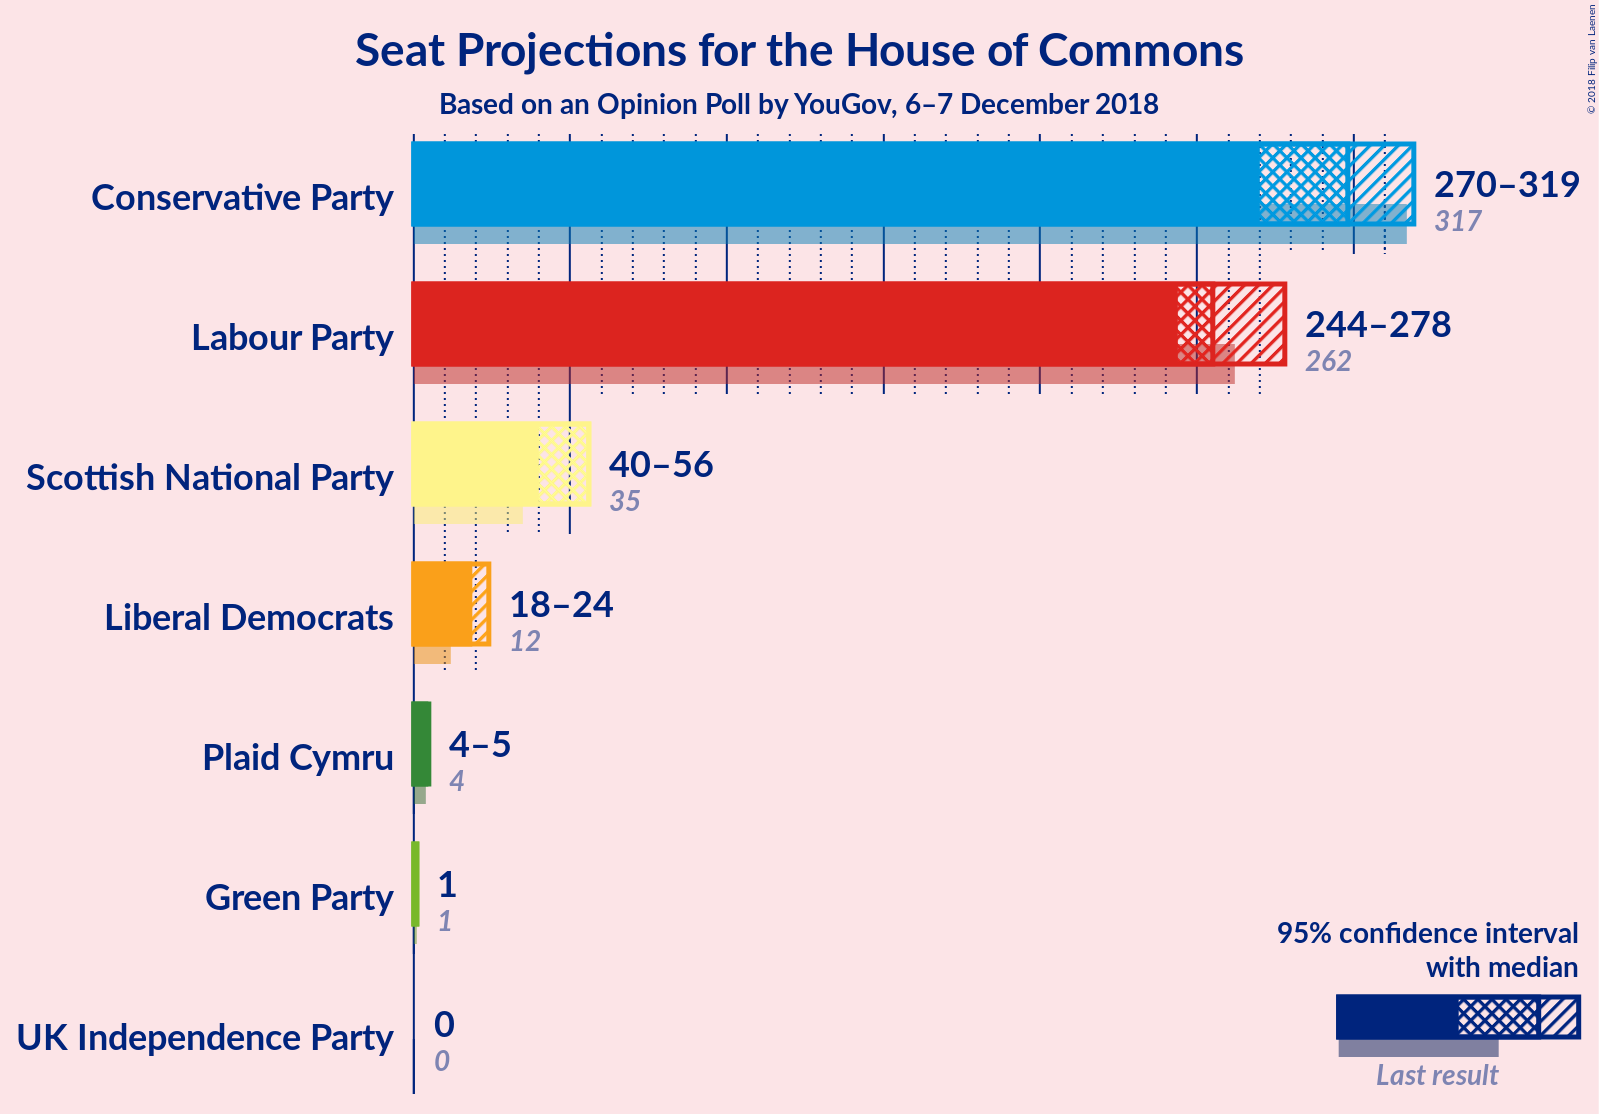 Seat Projections for the House of Commons
Based on an Opinion Poll by YouGov, 6–7 December 2018
© 2018 Filip van Laenen
Conservative Party
270–319
317
Labour Party
244–278
262
Scottish National Party
40–56
35
Liberal Democrats
18–24
12
Plaid Cymru
4–5
4
Green Party
1
1
UK Independence Party
0
0
95% confidence interval
with median
Last result